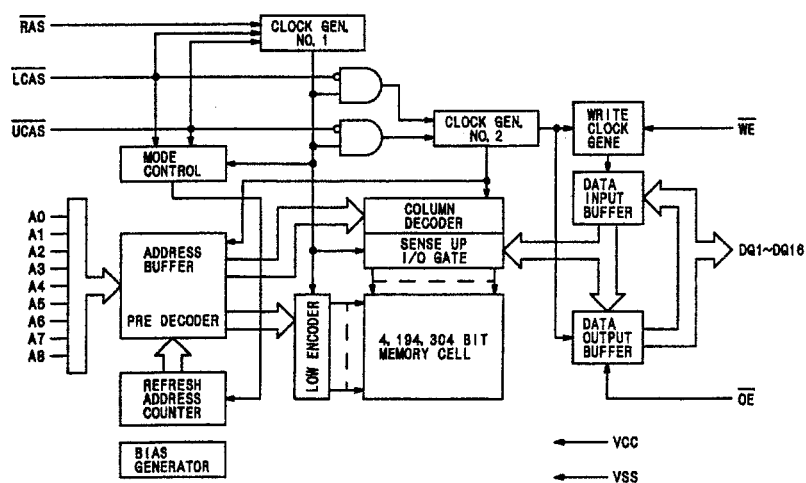 RAS
CLOCK GEN.
NO. 1
LCAS
UCAS
CLOCK GEN.
NO. 2
WRITE
CLOCK
GENE
WE
MODE
CONTROL
DATA
INPUT
BUFFER
COLUMN
DECODER
SENSE UP
I/O GATE
A0
A1
A2
A3
A4
A5
A6
A7
A8
ADDRESS
BUFFER
PRE DECODER
DQ1~DQ16
LOW ENCODER
4, 194, 304 BIT
MEMORY CELL
DATA
OUTPUT
BUFFER
REFRESH
ADDRESS
COUNTER
OE
BIAS
GENERATOR
VCC
VSS